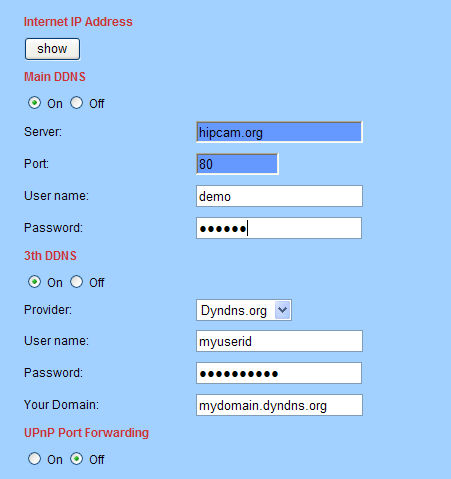 Internet IP Address
show
Main DDNS
On Off
Server: hipcam.org
Port: 80
User name: demo
Password: ●●●●●●
3th DDNS
On Off
Provider: Dyndns.org
User name: myuserid
Password: ●●●●●●●●●●
Your Domain: mydomain.dyndns.org
UPnP Port Forwarding
On Off